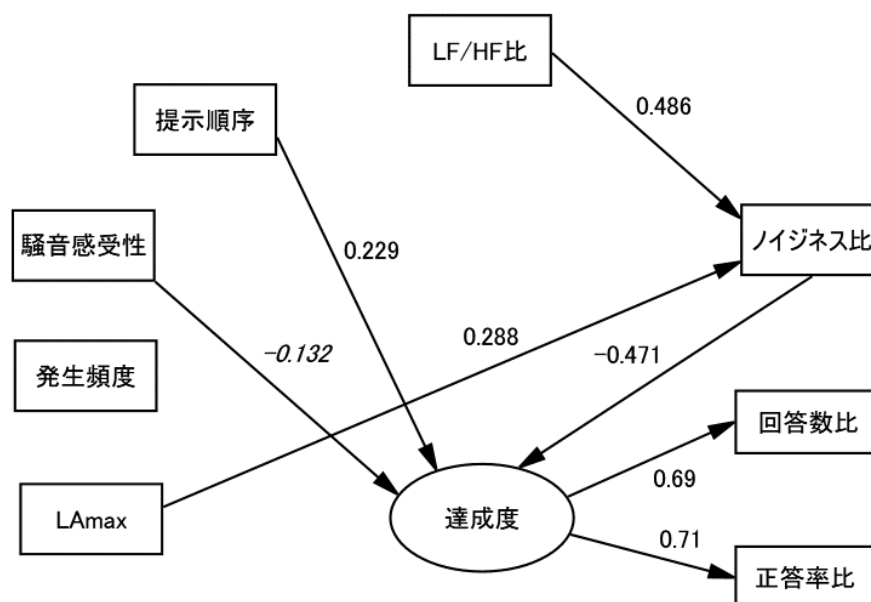 LF/HF比
提示順序
0.486
騒音感受性
0.229
ノイジネス比
−0.132
0.288
−0.471
発生頻度
回答数比
0.69
LAmax
達成度
0.71
正答率比